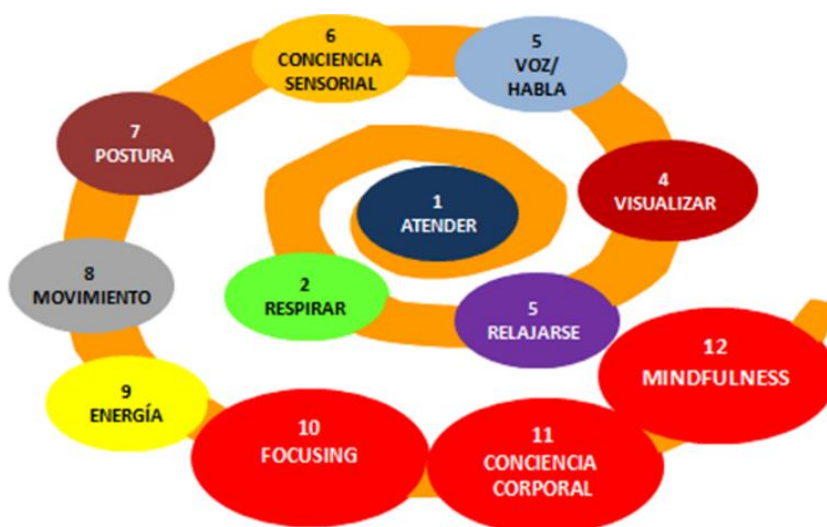 6
CONCIENCIA
SENSORIAL
5
VOZ/
HABLA
7
POSTURA
1
ATENDER
4
VISUALIZAR
8
MOVIMIENTO
2
RESPIRAR
5
RELAJARSE
12
MINDFULNESS
9
ENERGÍA
10
FOCUSING
11
CONCIENCIA
CORPORAL